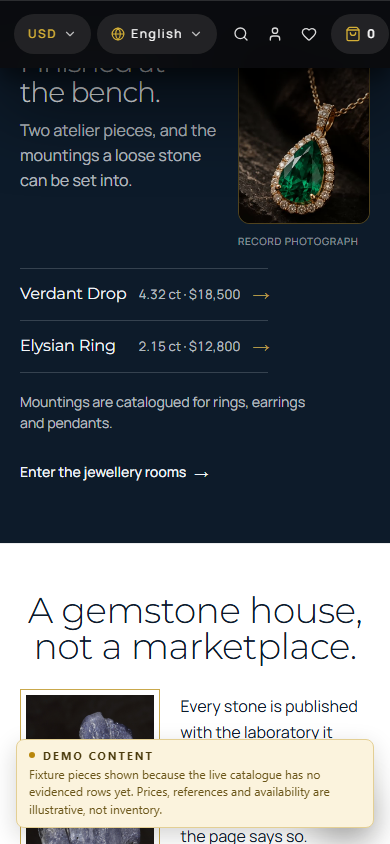 USD
English
0
Finished at
the bench.
Two atelier pieces, and the
mountings a loose stone
can be set into.
RECORD PHOTOGRAPH
Verdant Drop 4.32 ct · $18,500 →
Elysian Ring 2.15 ct · $12,800 →
Mountings are catalogued for rings, earrings
and pendants.
Enter the jewellery rooms →
A gemstone house,
not a marketplace.
Every stone is published
with the laboratory it
DEMO CONTENT
Fixture pieces shown because the live catalogue has no
evidenced rows yet. Prices, references and availability are
illustrative, not inventory.
the page says so.